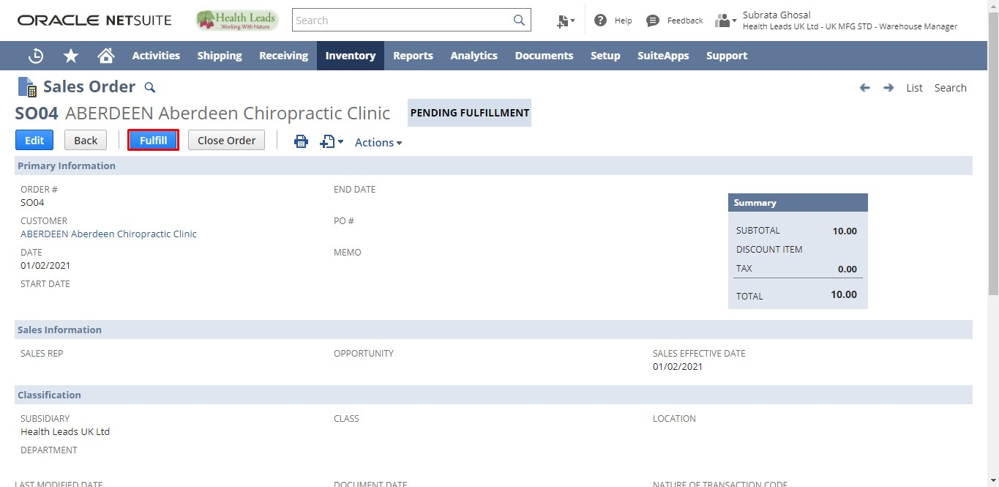 ORACLE NETSUITE
Health Leads
...Working With Nature
Search
Help
Feedback
Subrata Ghosal
Health Leads UK Ltd - UK MFG STD - Warehouse Manager
Activities Shipping Receiving Inventory Reports Analytics Documents Setup SuiteApps Support
Sales Order
List Search
SO04 ABERDEEN Aberdeen Chiropractic Clinic PENDING FULFILLMENT
Edit Back Fulfill Close Order Actions
Primary Information
ORDER #
SO04
CUSTOMER
ABERDEEN Aberdeen Chiropractic Clinic
DATE
01/02/2021
START DATE
END DATE
PO #
MEMO
Summary
SUBTOTAL 10.00
DISCOUNT ITEM
TAX 0.00
TOTAL 10.00
Sales Information
SALES REP
OPPORTUNITY
SALES EFFECTIVE DATE
01/02/2021
Classification
SUBSIDIARY
Health Leads UK Ltd
DEPARTMENT
CLASS
LOCATION
LAST MODIFIED DATE
DOCUMENT DATE
NATURE OF TRANSACTION CODE